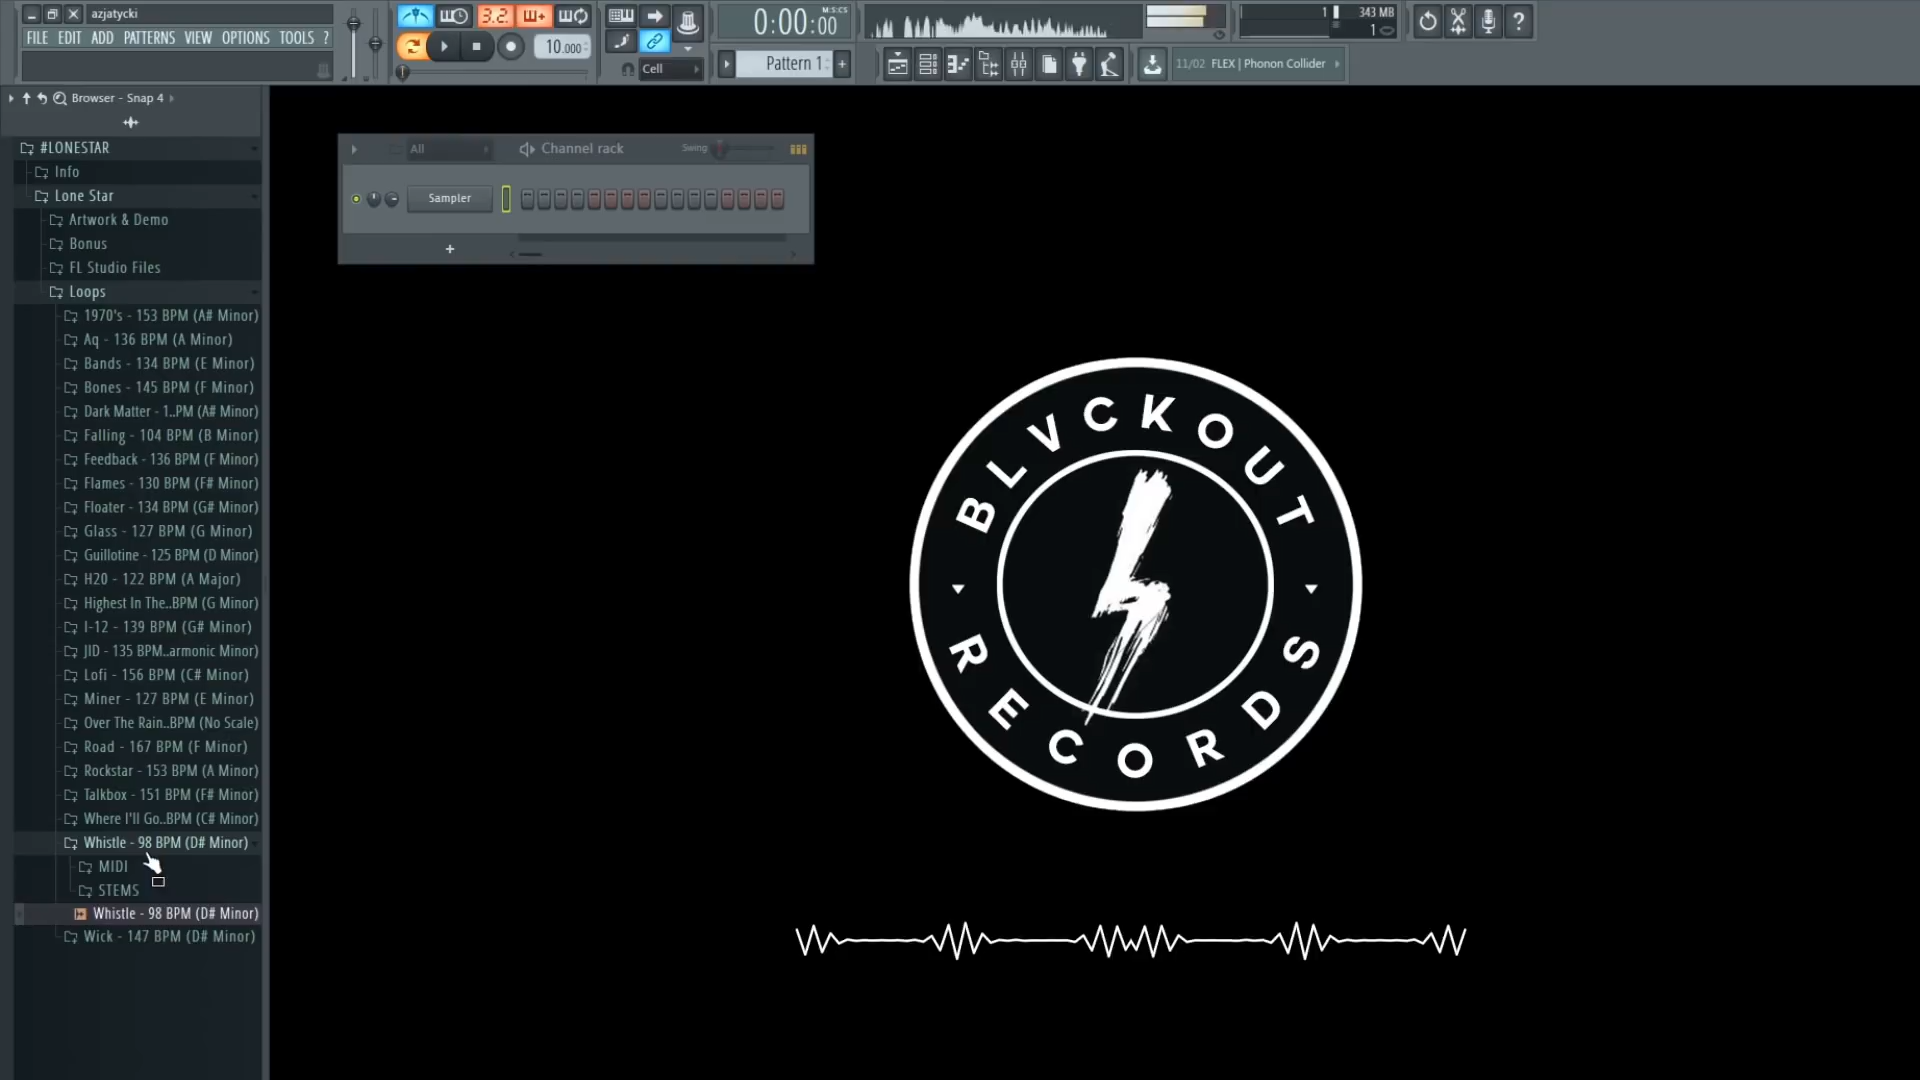 azjatycki
FILE EDIT ADD PATTERNS VIEW OPTIONS TOOLS ?
3.2.
10.000
0:00:00
M:S:CS
Cell
Pattern 1
1
343 MB
1
11/02 FLEX | Phonon Collider
Browser - Snap 4
#LONESTAR
Info
Lone Star
Artwork & Demo
Bonus
FL Studio Files
Loops
1970's - 153 BPM (A# Minor)
Aq - 136 BPM (A Minor)
Bands - 134 BPM (E Minor)
Bones - 145 BPM (F Minor)
Dark Matter - 1..PM (A# Minor)
Falling - 104 BPM (B Minor)
Feedback - 136 BPM (F Minor)
Flames - 130 BPM (F# Minor)
Floater - 134 BPM (G# Minor)
Glass - 127 BPM (G Minor)
Guillotine - 125 BPM (D Minor)
H20 - 122 BPM (A Major)
Highest In The..BPM (G Minor)
I-12 - 139 BPM (G# Minor)
JID - 135 BPM..armonic Minor)
Lofi - 156 BPM (C# Minor)
Miner - 127 BPM (E Minor)
Over The Rain..BPM (No Scale)
Road - 167 BPM (F Minor)
Rockstar - 153 BPM (A Minor)
Talkbox - 151 BPM (F# Minor)
Where I'll Go..BPM (C# Minor)
Whistle - 98 BPM (D# Minor)
MIDI
STEMS
Whistle - 98 BPM (D# Minor)
Wick - 147 BPM (D# Minor)
All
Channel rack
Swing
Sampler
BLVCKOUT
RECORDS